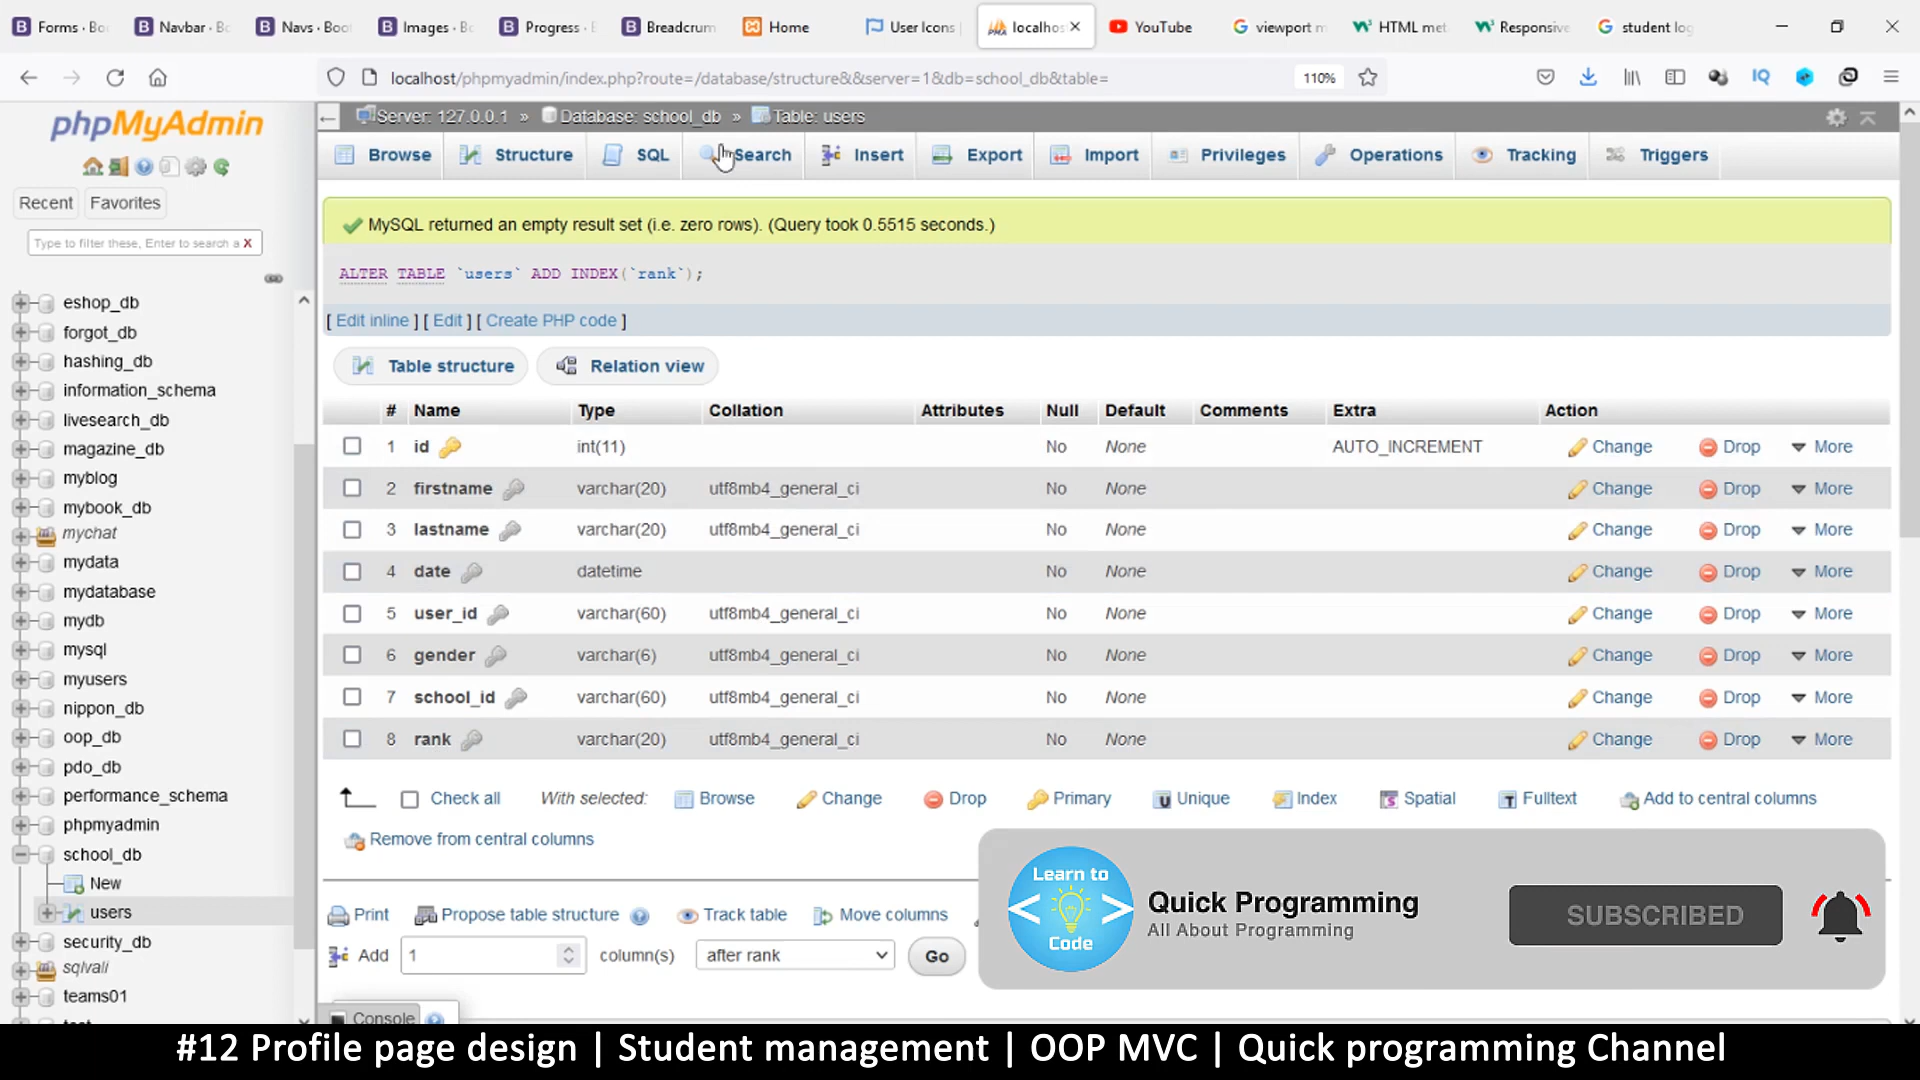 Forms · Bo
Navbar · Bo
Navs · Boo
Images · Bo
Progress · B
Breadcrum
Home
User Icons
localhos
YouTube
viewport m
HTML met
Responsive
student log
localhost/phpmyadmin/index.php?route=/database/structure&&server=1&db=school_db&table=
110%
IQ
phpMyAdmin
Recent
Favorites
Type to filter these, Enter to search a X
eshop_db
forgot_db
hashing_db
information_schema
livesearch_db
magazine_db
myblog
mybook_db
mychat
mydata
mydatabase
mydb
mysql
myusers
nippon_db
oop_db
pdo_db
performance_schema
phpmyadmin
school_db
New
users
security_db
sqlvali
teams01
Server: 127.0.0.1 » Database: school_db » Table: users
Browse Structure SQL Search Insert Export Import Privileges Operations Tracking Triggers
MySQL returned an empty result set (i.e. zero rows). (Query took 0.5515 seconds.)
ALTER TABLE `users` ADD INDEX(`rank`);
[ Edit inline ] [ Edit ] [ Create PHP code ]
Table structure Relation view
# Name Type Collation Attributes Null Default Comments Extra Action
1 id int(11) No None AUTO_INCREMENT Change Drop More
2 firstname varchar(20) utf8mb4_general_ci No None Change Drop More
3 lastname varchar(20) utf8mb4_general_ci No None Change Drop More
4 date datetime No None Change Drop More
5 user_id varchar(60) utf8mb4_general_ci No None Change Drop More
6 gender varchar(6) utf8mb4_general_ci No None Change Drop More
7 school_id varchar(60) utf8mb4_general_ci No None Change Drop More
8 rank varchar(20) utf8mb4_general_ci No None Change Drop More
Check all With selected: Browse Change Drop Primary Unique Index Spatial Fulltext Add to central columns
Remove from central columns
Print Propose table structure Track table Move columns
Add 1 column(s) after rank Go
Console
Learn to
< >
Code
Quick Programming
All About Programming
SUBSCRIBED
#12 Profile page design | Student management | OOP MVC | Quick programming Channel